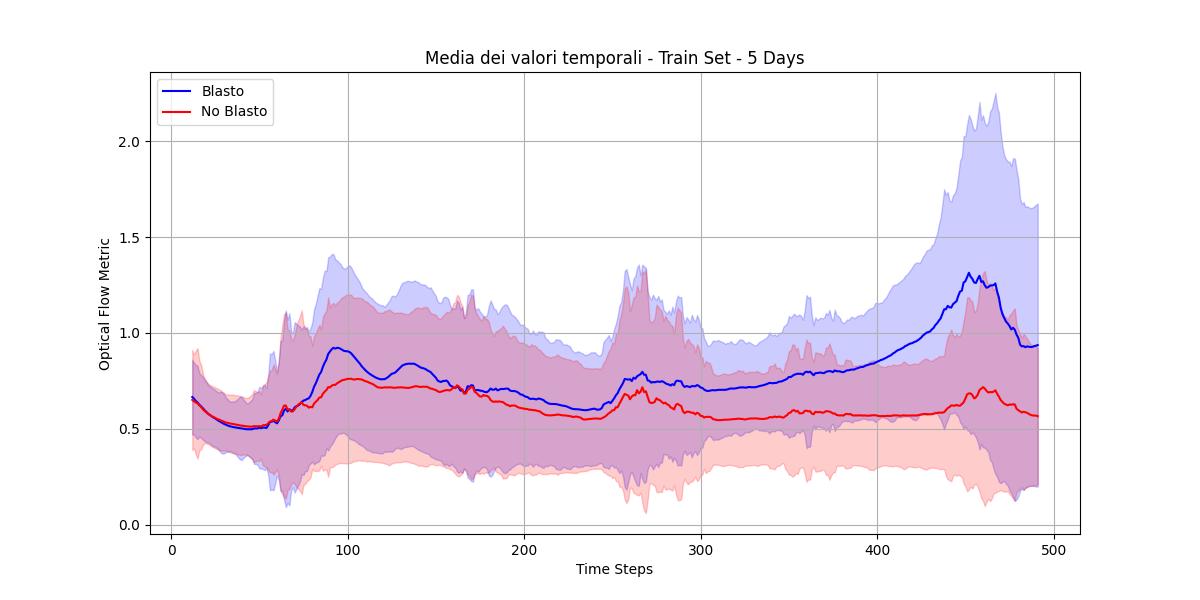 Media dei valori temporali - Train Set - 5 Days
Blasto
No Blasto
Optical Flow Metric
2.0
1.5
1.0
0.5
0.0
0
100
200
300
400
500
Time Steps